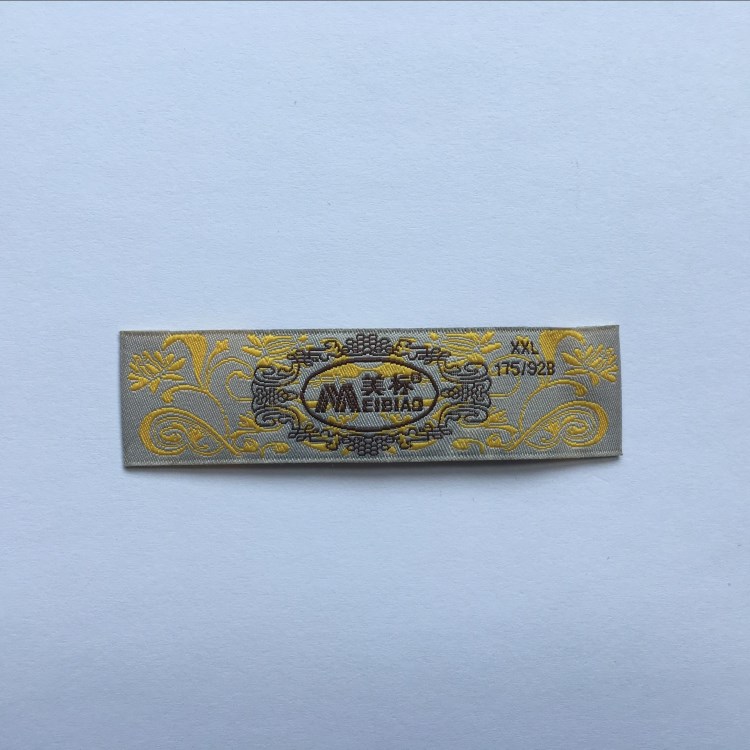 美标®
MEIBIAO
XXL
175/92B